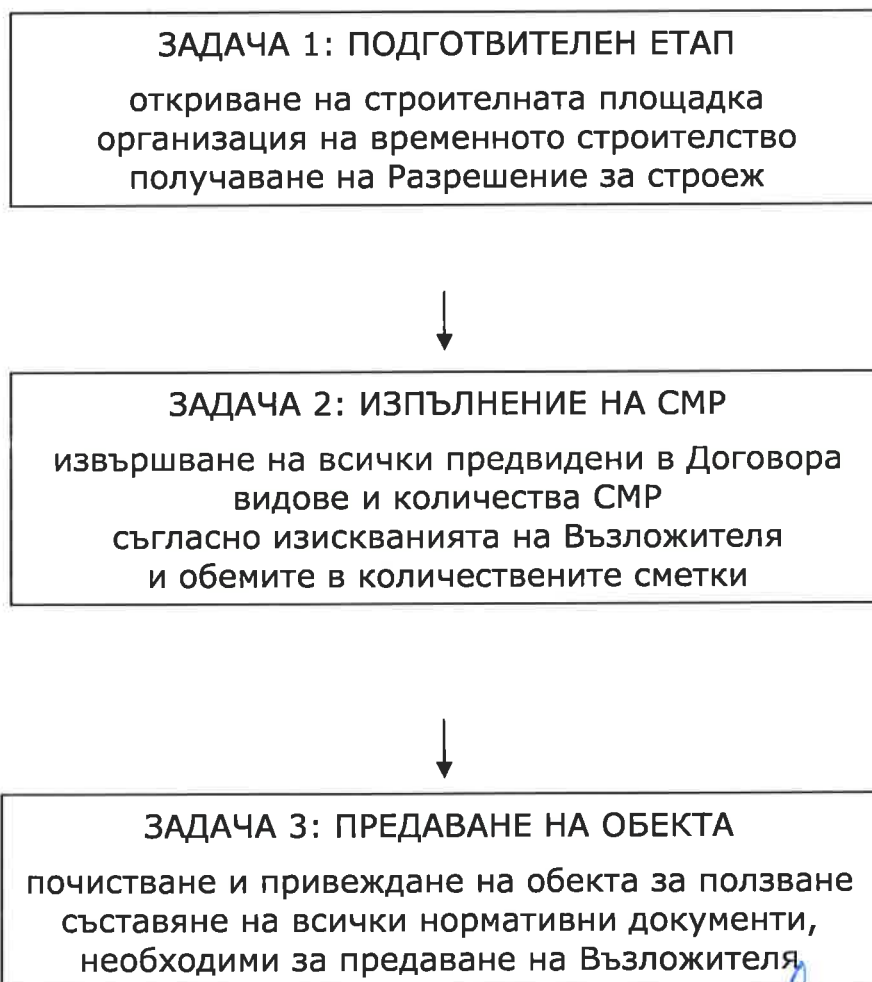 ЗАДАЧА 1: ПОДГОТВИТЕЛЕН ЕТАП
откриване на строителната площадка
организация на временното строителство
получаване на Разрешение за строеж
ЗАДАЧА 2: ИЗПЪЛНЕНИЕ НА СМР
извършване на всички предвидени в Договора
видове и количества СМР
съгласно изискванията на Възложителя
и обемите в количествените сметки
ЗАДАЧА 3: ПРЕДАВАНЕ НА ОБЕКТА
почистване и привеждане на обекта за ползване
съставяне на всички нормативни документи,
необходими за предаване на Възложителя